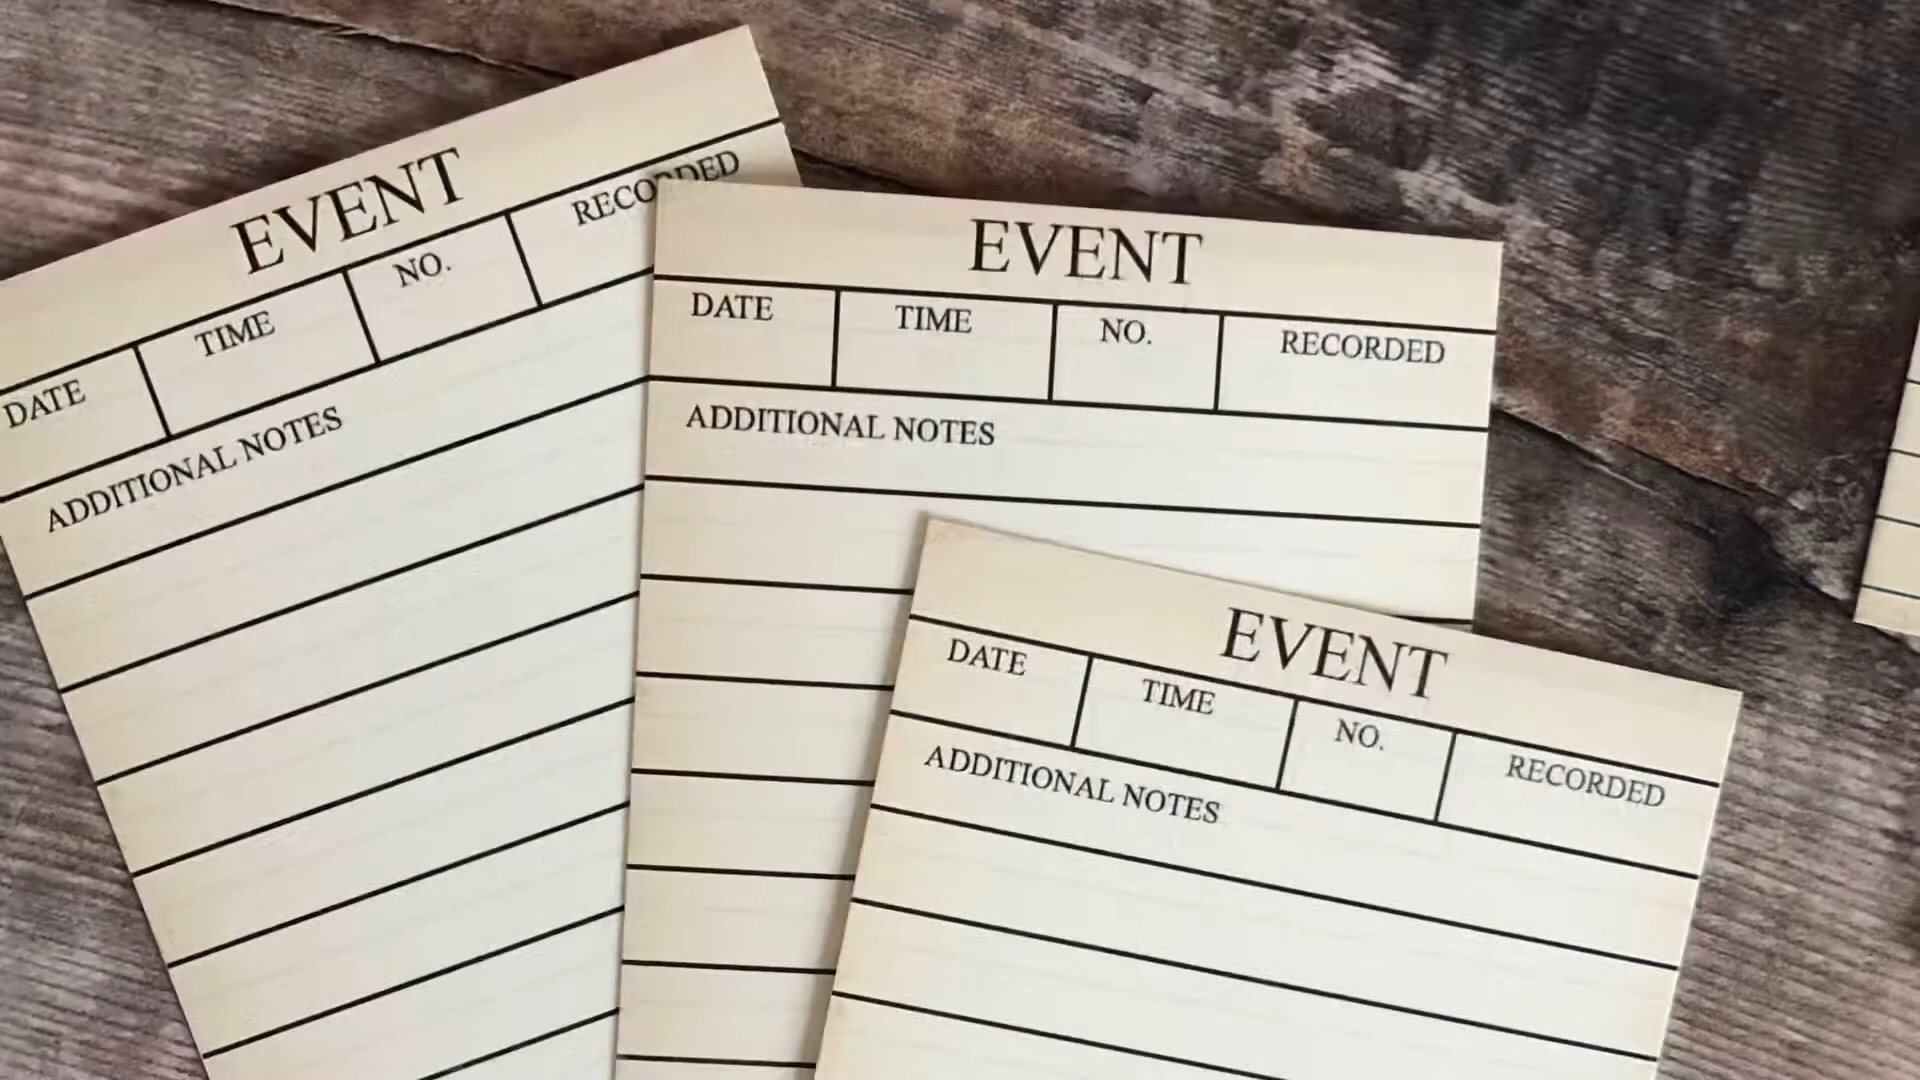 EVENT
DATE TIME NO. RECORDED
ADDITIONAL NOTES
EVENT
DATE TIME NO. RECORDED
ADDITIONAL NOTES
EVENT
DATE TIME NO. RECORDED
ADDITIONAL NOTES